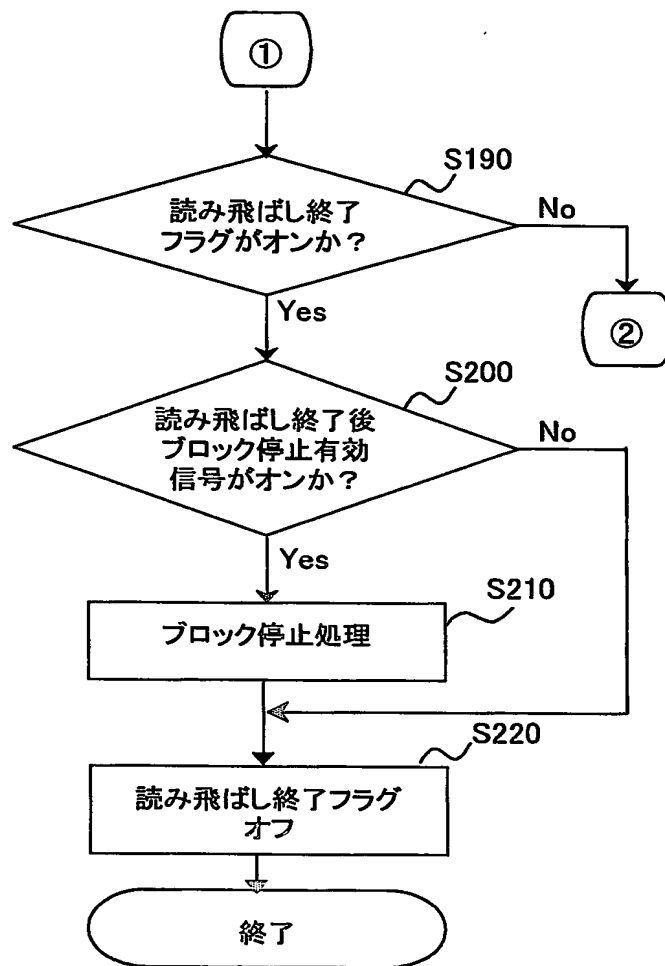 ①
S190
読み飛ばし終了
フラグがオンか？
No
Yes
②
S200
読み飛ばし終了後
ブロック停止有効
信号がオンか？
No
Yes
S210
ブロック停止処理
S220
読み飛ばし終了フラグ
オフ
終了